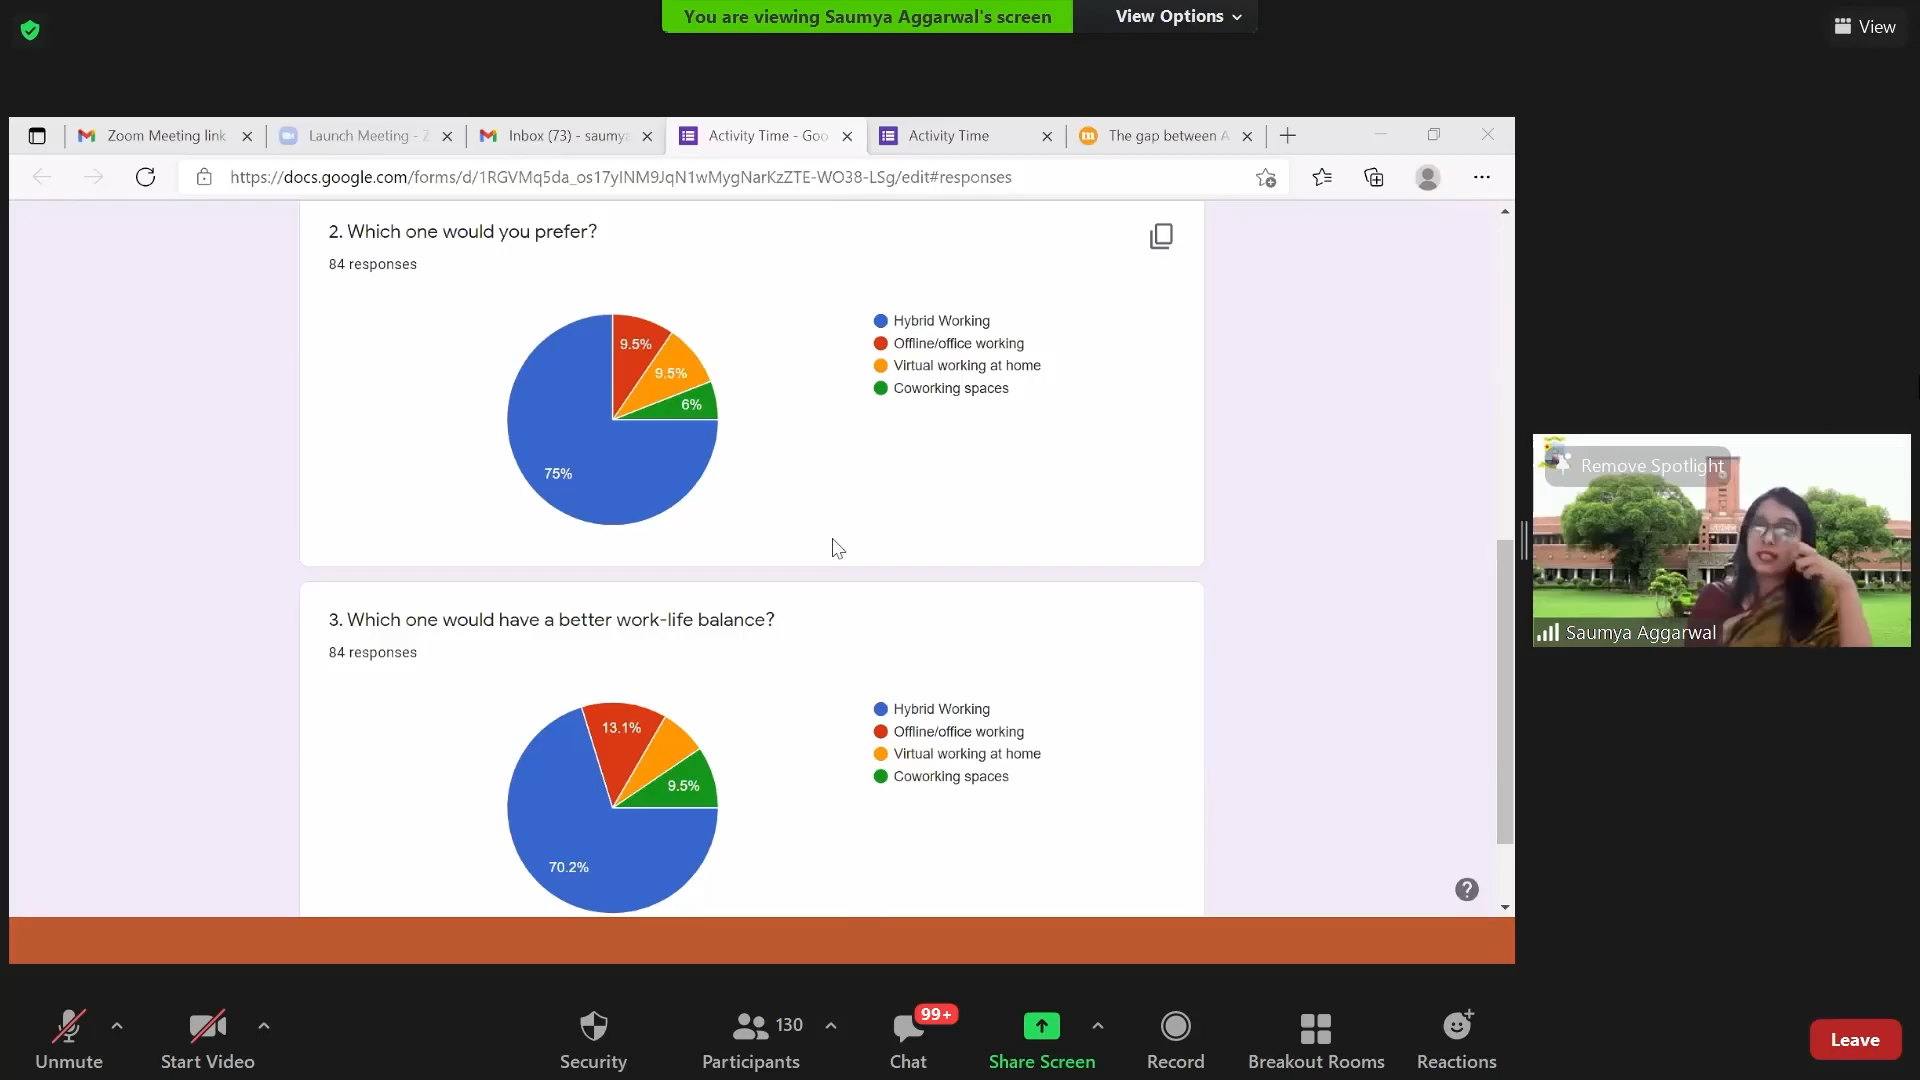 You are viewing Saumya Aggarwal's screen
View Options
View
Zoom Meeting link
Launch Meeting - Z
Inbox (73) - saumya
Activity Time - Goo
Activity Time
The gap between A
https://docs.google.com/forms/d/1RGVMq5da_os17yINM9JqN1wMygNarKzZTE-WO38-LSg/edit#responses
2. Which one would you prefer?
84 responses
9.5%
9.5%
6%
75%
Hybrid Working
Offline/office working
Virtual working at home
Coworking spaces
3. Which one would have a better work-life balance?
84 responses
13.1%
9.5%
70.2%
Hybrid Working
Offline/office working
Virtual working at home
Coworking spaces
Remove Spotlight
Saumya Aggarwal
Unmute
Start Video
Security
130
Participants
99+
Chat
Share Screen
Record
Breakout Rooms
Reactions
Leave